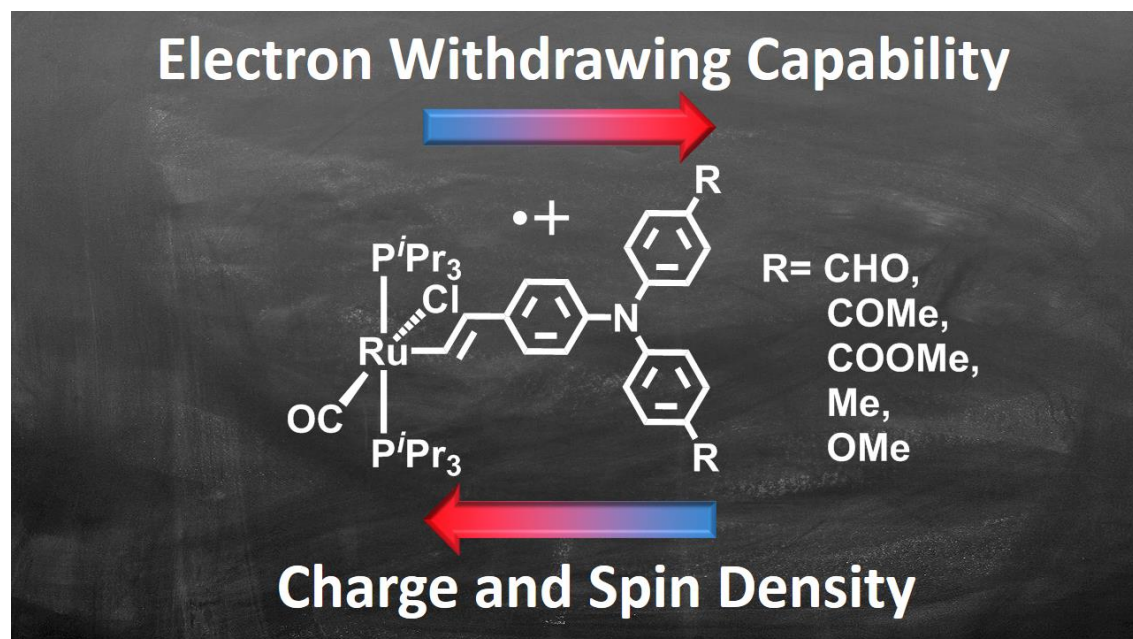 Electron Withdrawing Capability
R
•+
PⁱPr₃
Cl
R= CHO,
COMe,
N
COOMe,
Ru
Me,
OC
OMe
PⁱPr₃
R
Charge and Spin Density